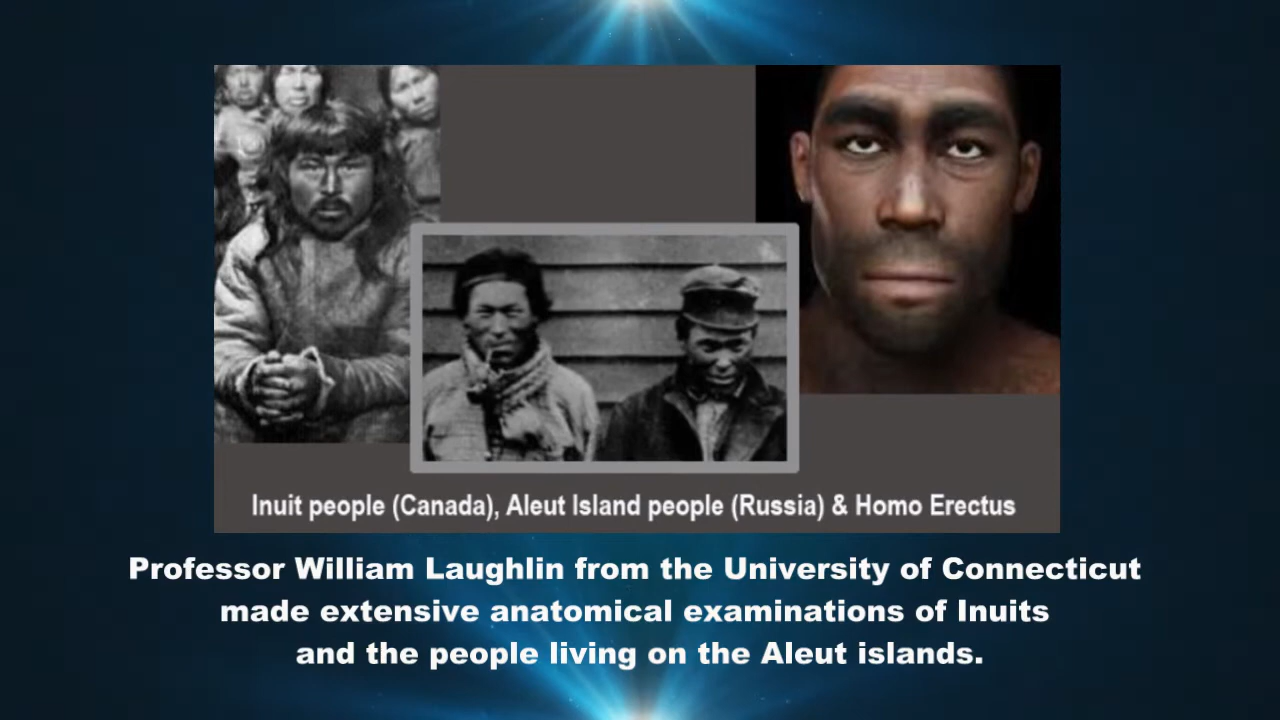 Inuit people (Canada), Aleut Island people (Russia) & Homo Erectus
Professor William Laughlin from the University of Connecticut
made extensive anatomical examinations of Inuits
and the people living on the Aleut islands.